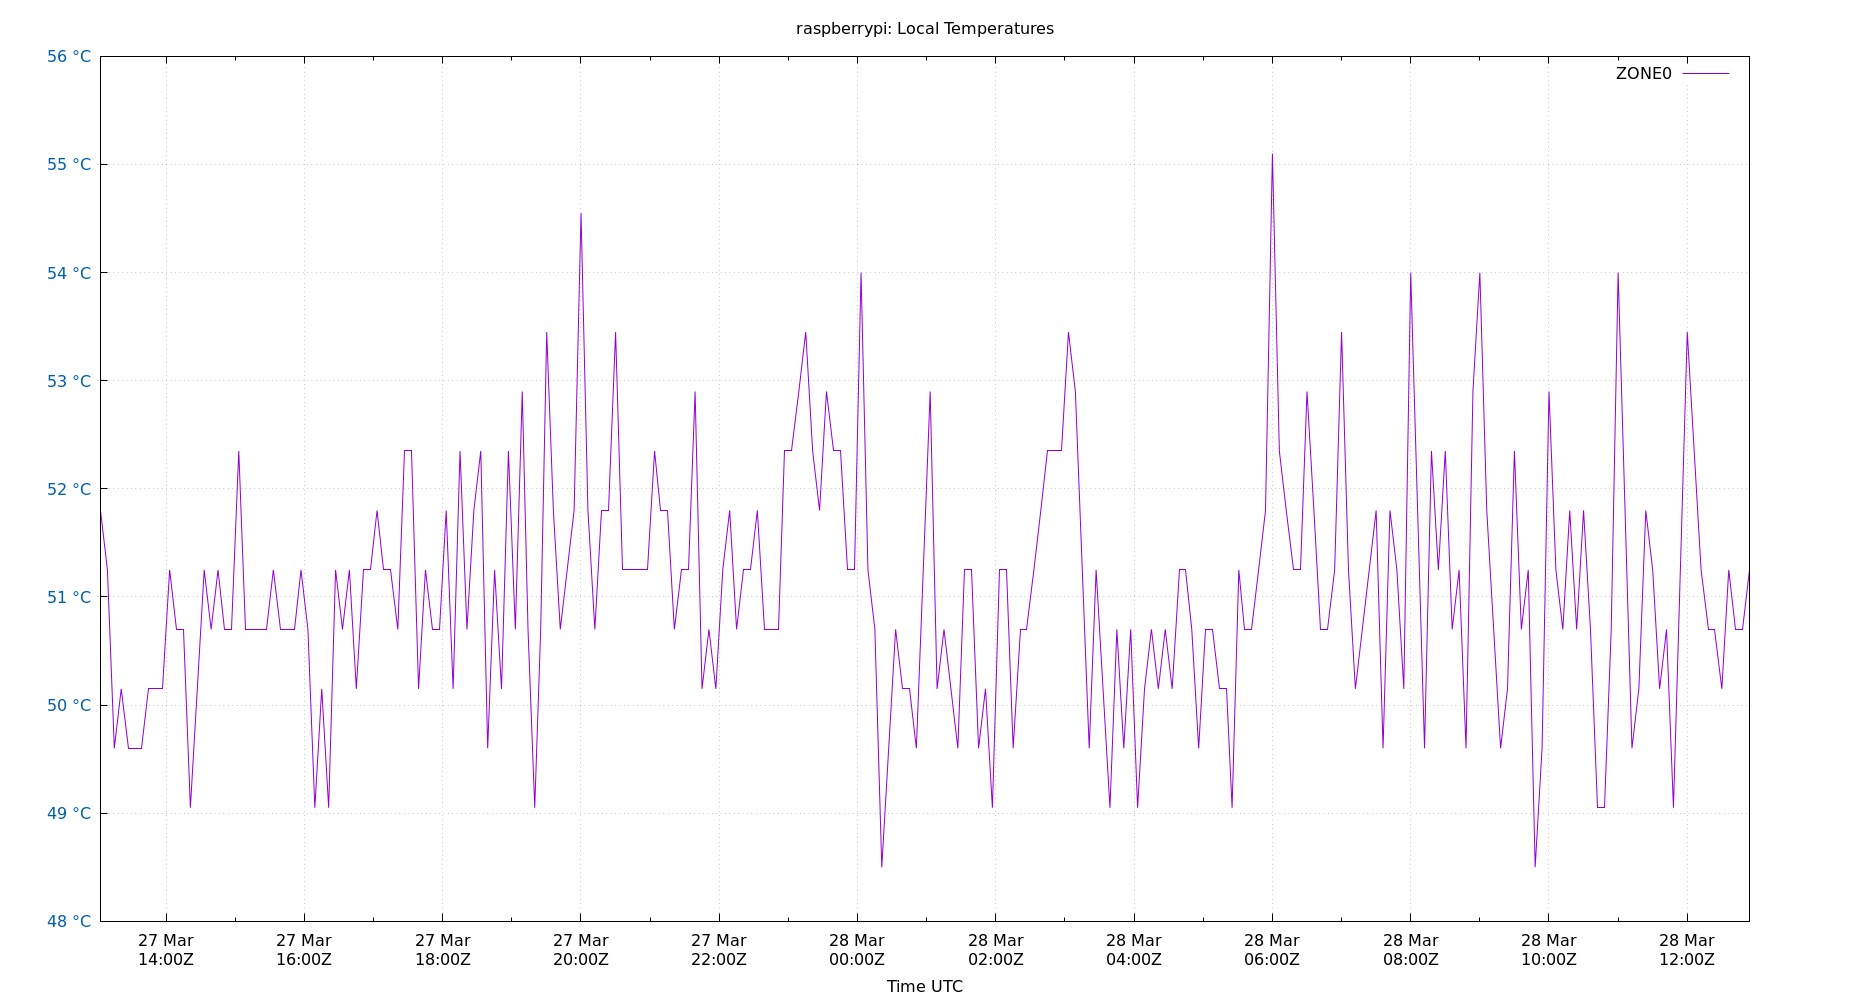 raspberrypi: Local Temperatures
ZONE0
56 °C
55 °C
54 °C
53 °C
52 °C
51 °C
50 °C
49 °C
48 °C
27 Mar 27 Mar 27 Mar 27 Mar 27 Mar 28 Mar 28 Mar 28 Mar 28 Mar 28 Mar 28 Mar 28 Mar
14:00Z 16:00Z 18:00Z 20:00Z 22:00Z 00:00Z 02:00Z 04:00Z 06:00Z 08:00Z 10:00Z 12:00Z
Time UTC